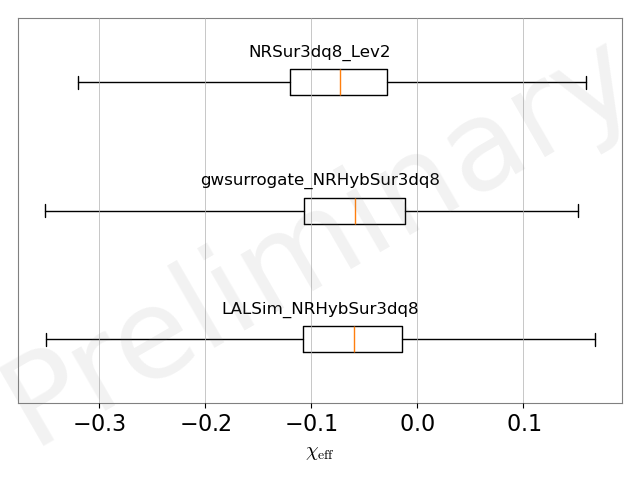 NRSur3dq8_Lev2
gwsurrogate_NRHybSur3dq8
LALSim_NRHybSur3dq8
Preliminary
−0.3 −0.2 −0.1 0.0 0.1
χeff